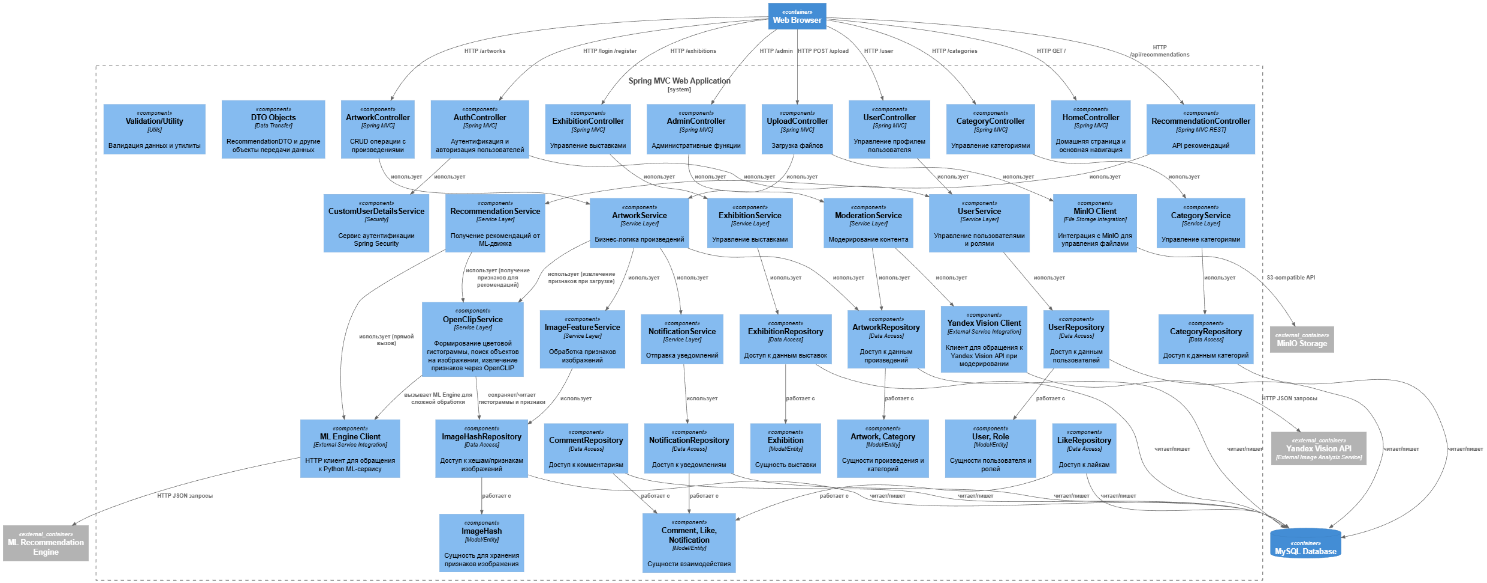 «container»
Web Browser
HTTP /artworks
HTTP /login /register
HTTP /exhibitions
HTTP /admin
HTTP POST /upload
HTTP /user
HTTP /categories
HTTP GET /
HTTP
/api/recommendations
Spring MVC Web Application
[system]
«component»
Validation/Utility
[Utils]
Валидация данных и утилиты
«component»
DTO Objects
[Data Transfer]
RecommendationDTO и другие
объекты передачи данных
«component»
ArtworkController
[Spring MVC]
CRUD операции с
произведениями
«component»
AuthController
[Spring MVC]
Аутентификация и
авторизация пользователей
«component»
ExhibitionController
[Spring MVC]
Управление выставками
«component»
AdminController
[Spring MVC]
Административные функции
«component»
UploadController
[Spring MVC]
Загрузка файлов
«component»
UserController
[Spring MVC]
Управление профилем
пользователя
«component»
CategoryController
[Spring MVC]
Управление категориями
«component»
HomeController
[Spring MVC]
Домашняя страница и
основная навигация
«component»
RecommendationController
[Spring MVC REST]
API рекомендаций
использует
использует
использует
использует
использует
использует
использует
использует
использует
использует
«component»
CustomUserDetailsService
[Security]
Сервис аутентификации
Spring Security
«component»
RecommendationService
[Service Layer]
Получение рекомендаций от
ML-движка
«component»
ArtworkService
[Service Layer]
Бизнес-логика произведений
«component»
ExhibitionService
[Service Layer]
Управление выставками
«component»
ModerationService
[Service Layer]
Модерирование контента
«component»
UserService
[Service Layer]
Управление пользователями
и ролями
«component»
MinIO Client
[File Storage Integration]
Интеграция с MinIO для
управления файлами
«component»
CategoryService
[Service Layer]
Управление категориями
использует (получение
признаков для
рекомендаций)
использует (извлечение
признаков при загрузке)
использует
использует
использует
использует
использует
использует
использует
использует
S3-compatible API
использует (прямой
вызов)
«component»
OpenClipService
[Service Layer]
Формирование цветовой
гистограммы, поиск объектов
на изображении, извлечение
признаков через OpenCLIP
«component»
ImageFeatureService
[Service Layer]
Обработка признаков
изображений
«component»
NotificationService
[Service Layer]
Отправка уведомлений
«component»
ExhibitionRepository
[Data Access]
Доступ к данным выставок
«component»
ArtworkRepository
[Data Access]
Доступ к данным
произведений
«component»
Yandex Vision Client
[External Service Integration]
Клиент для обращения к
Yandex Vision API при
модерировании
«component»
UserRepository
[Data Access]
Доступ к данным
пользователей
«component»
CategoryRepository
[Data Access]
Доступ к данным категорий
«external_container»
MinIO Storage
вызывает ML Engine для
сложной обработки
сохраняет/читает
гистограммы и признаки
использует
использует
работает с
работает с
работает с
HTTP JSON запросы
«component»
ML Engine Client
[External Service Integration]
HTTP клиент для обращения
к Python ML-сервису
«component»
ImageHashRepository
[Data Access]
Доступ к хешам/признакам
изображений
«component»
CommentRepository
[Data Access]
Доступ к комментариям
«component»
NotificationRepository
[Data Access]
Доступ к уведомлениям
«component»
Exhibition
[Model/Entity]
Сущность выставки
«component»
Artwork, Category
[Model/Entity]
Сущности произведения и
категорий
«component»
User, Role
[Model/Entity]
Сущности пользователя и
ролей
«component»
LikeRepository
[Data Access]
Доступ к лайкам
«external_container»
Yandex Vision API
[External Image Analysis Service]
читает/пишет
читает/пишет
читает/пишет
читает/пишет
HTTP JSON запросы
работает с
работает с
работает с
работает с
читает/пишет
читает/пишет
читает/пишет
читает/пишет
«external_container»
ML Recommendation
Engine
«component»
ImageHash
[Model/Entity]
Сущность для хранения
признаков изображения
«component»
Comment, Like,
Notification
[Model/Entity]
Сущности взаимодействия
«container»
MySQL Database